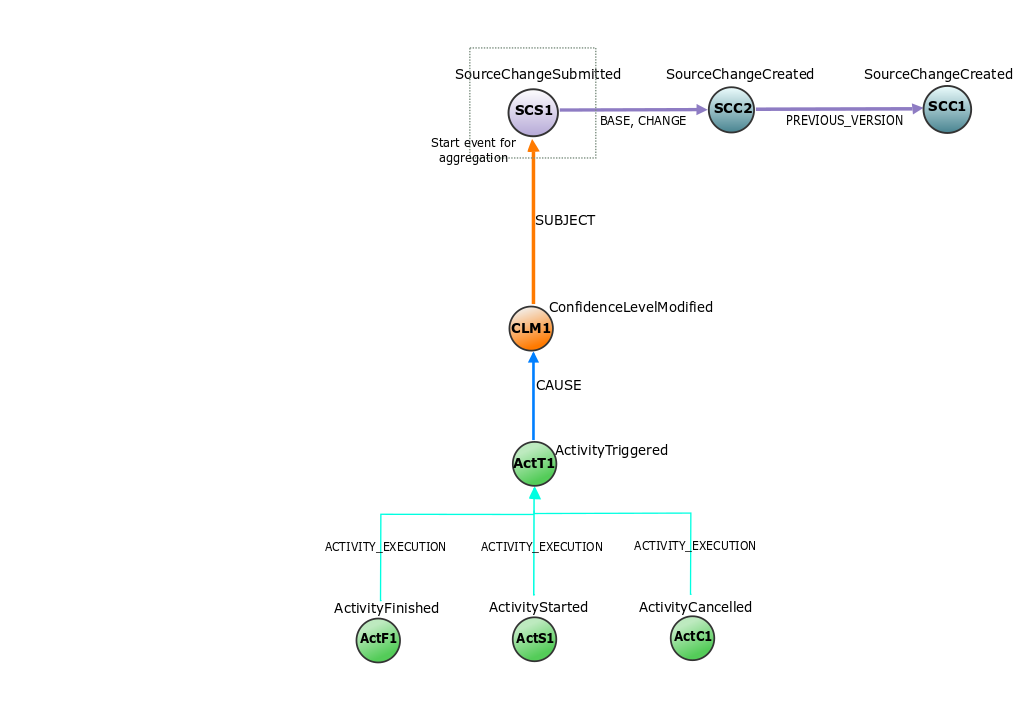 SourceChangeSubmitted
SourceChangeCreated
SourceChangeCreated
SCS1
SCC2
SCC1
BASE, CHANGE
PREVIOUS_VERSION
Start event for
aggregation
SUBJECT
ConfidenceLevelModified
CLM1
CAUSE
ActivityTriggered
ActT1
ACTIVITY_EXECUTION
ACTIVITY_EXECUTION
ACTIVITY_EXECUTION
ActivityFinished
ActivityStarted
ActivityCancelled
ActF1
ActS1
ActC1